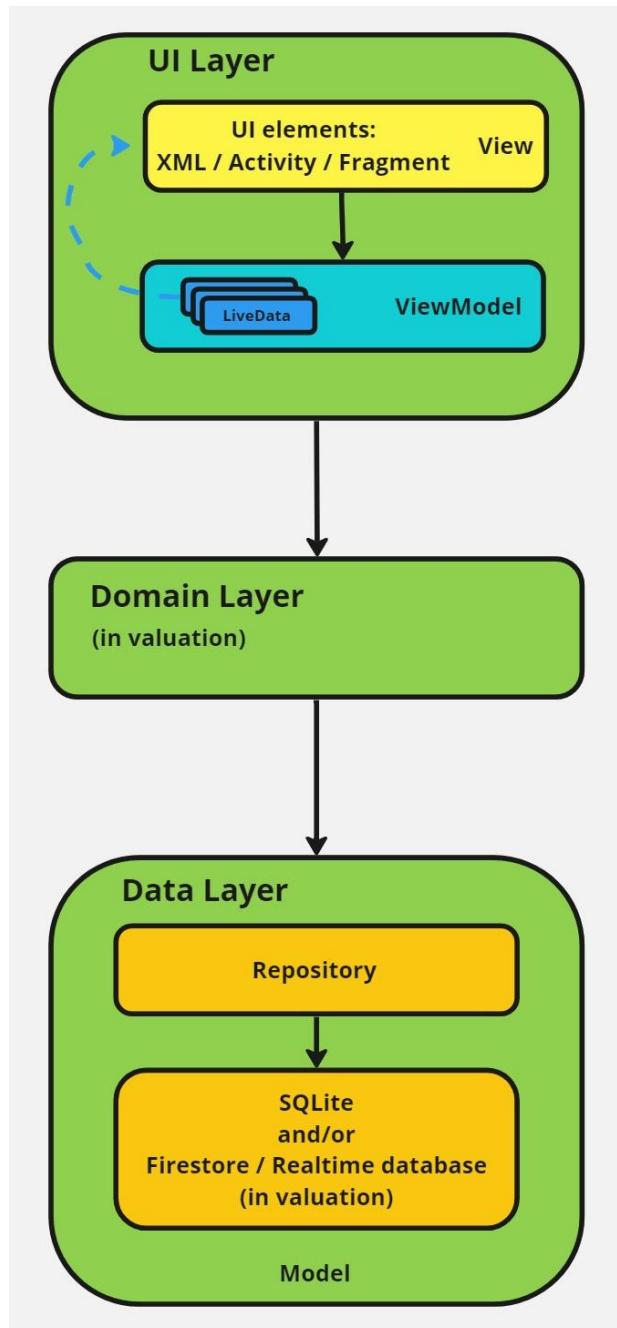 UI Layer
UI elements:
XML / Activity / Fragment
View
LiveData
ViewModel
Domain Layer
(in valuation)
Data Layer
Repository
SQLite
and/or
Firestore / Realtime database
(in valuation)
Model